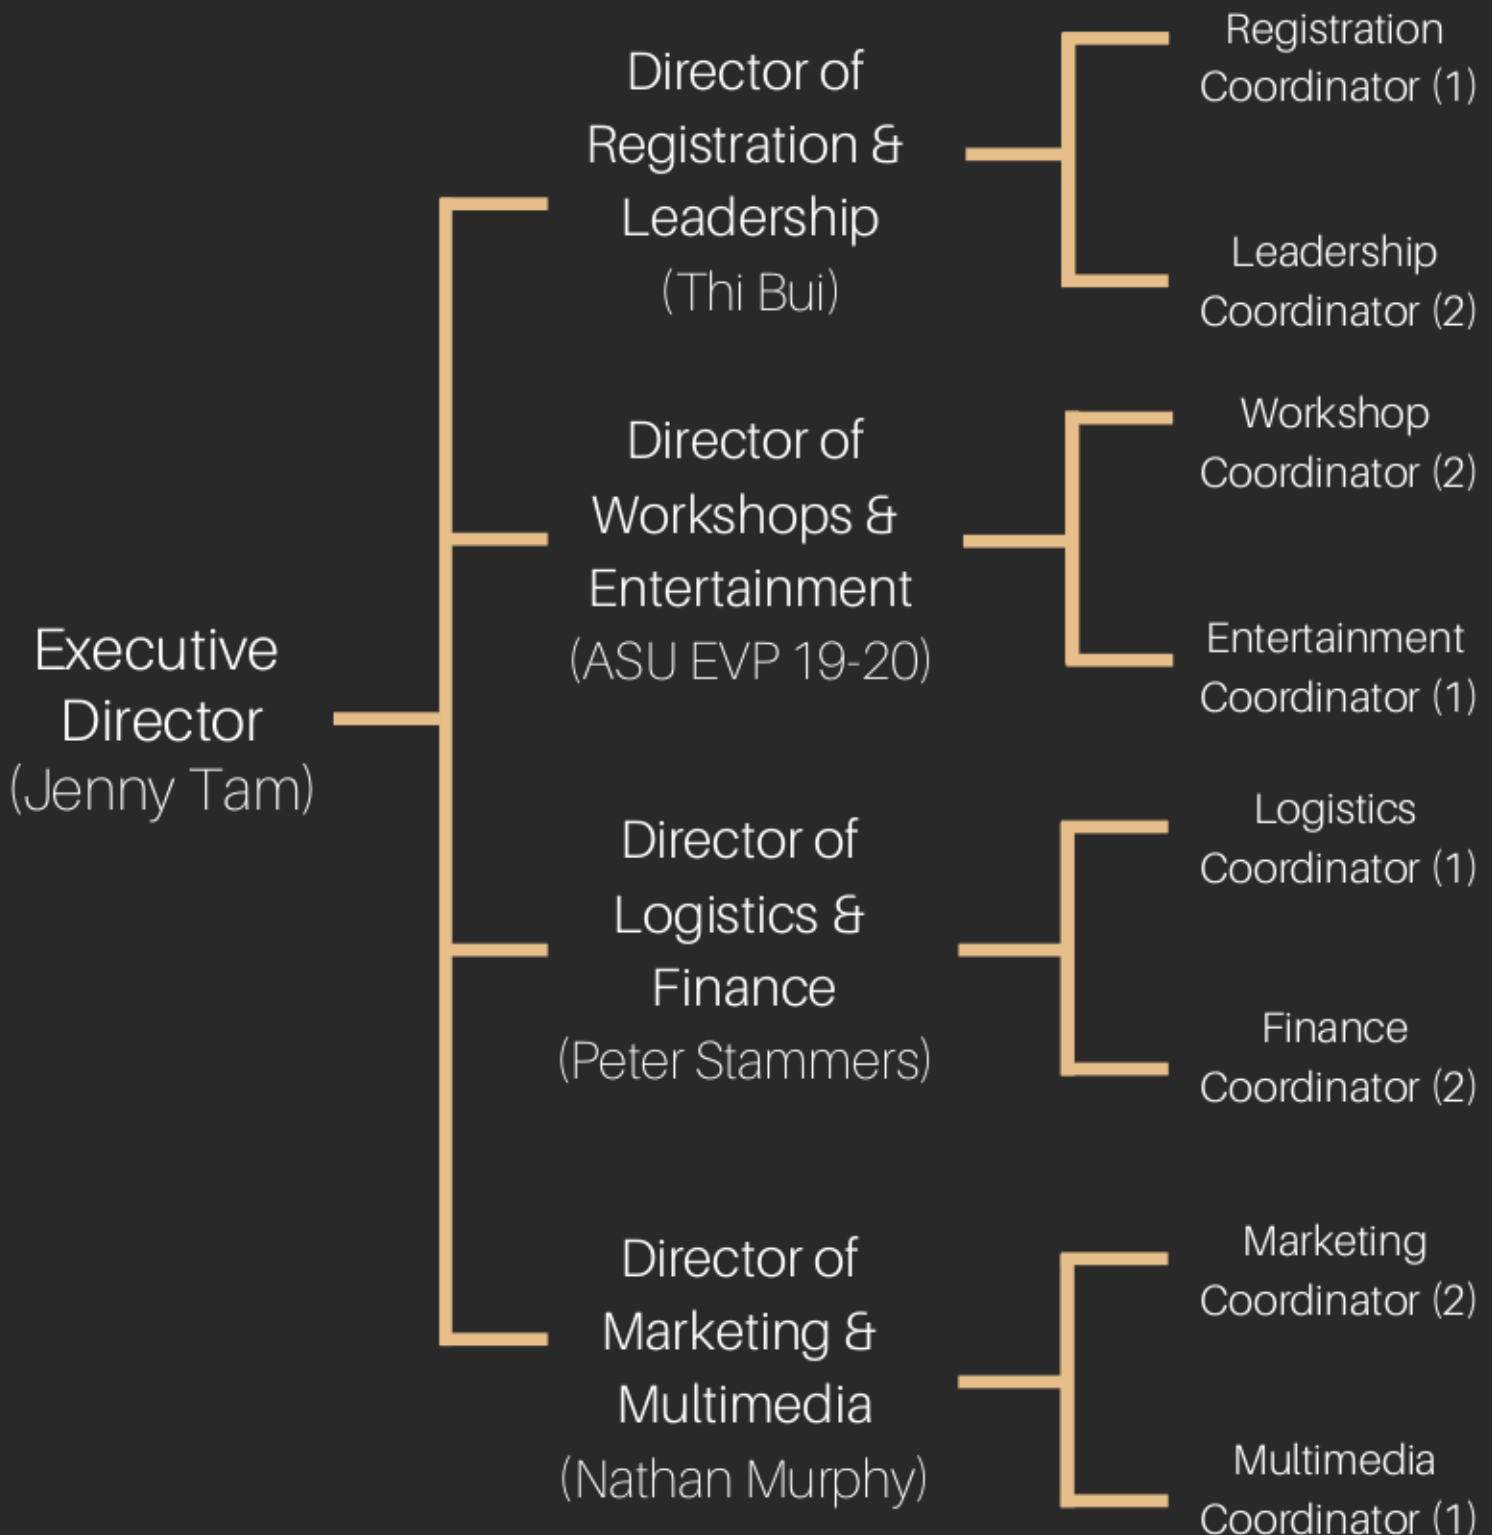 Executive
Director
(Jenny Tam)
Director of
Registration &
Leadership
(Thi Bui)
Registration
Coordinator (1)
Leadership
Coordinator (2)
Director of
Workshops &
Entertainment
(ASU EVP 19-20)
Workshop
Coordinator (2)
Entertainment
Coordinator (1)
Director of
Logistics &
Finance
(Peter Stammers)
Logistics
Coordinator (1)
Finance
Coordinator (2)
Director of
Marketing &
Multimedia
(Nathan Murphy)
Marketing
Coordinator (2)
Multimedia
Coordinator (1)